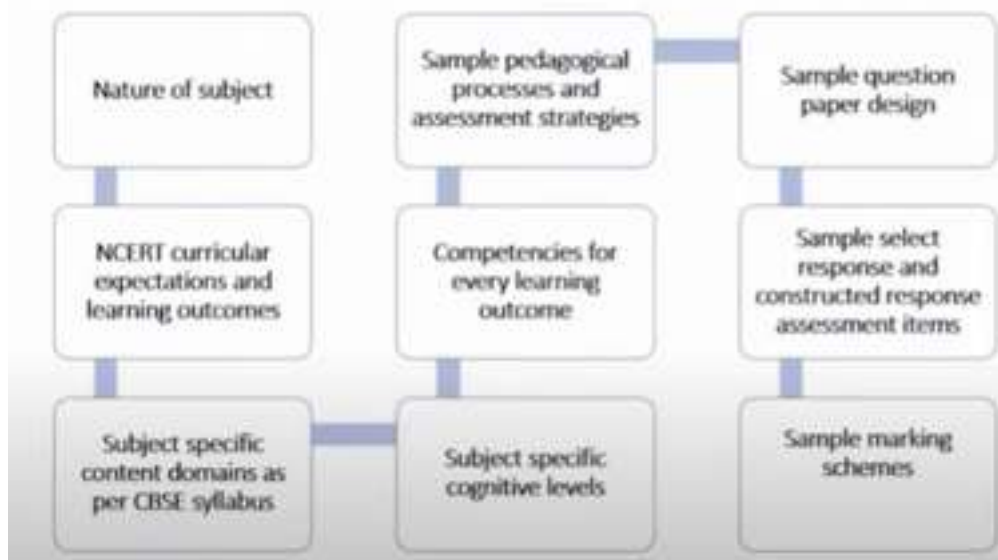 Nature of subject
NCERT curricular
expectations and
learning outcomes
Subject specific
content domains as
per CBSE syllabus
Subject specific
cognitive levels
Competencies for
every learning
outcome
Sample pedagogical
processes and
assessment strategies
Sample question
paper design
Sample select
response and
constructed response
assessment items
Sample marking
schemes